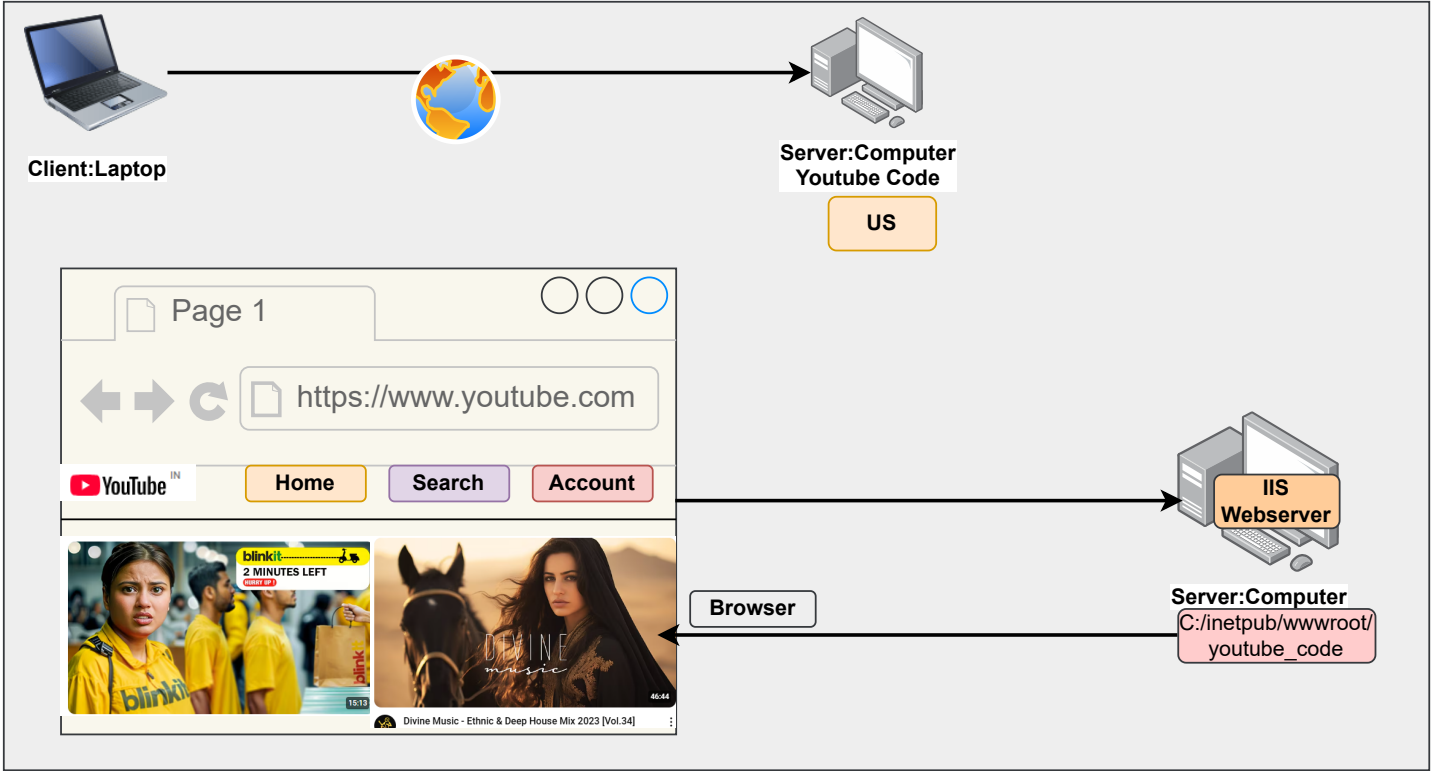 Client:Laptop
Server:Computer
Youtube Code
US
Page 1
https://www.youtube.com
YouTube IN
Home
Search
Account
IIS
Webserver
blinkit
2 MINUTES LEFT
HURRY UP !
blinkit
blinkit
15:13
DIVINE
music
46:44
Divine Music - Ethnic & Deep House Mix 2023 [Vol.34]
Browser
Server:Computer
C:/inetpub/wwwroot/
youtube_code